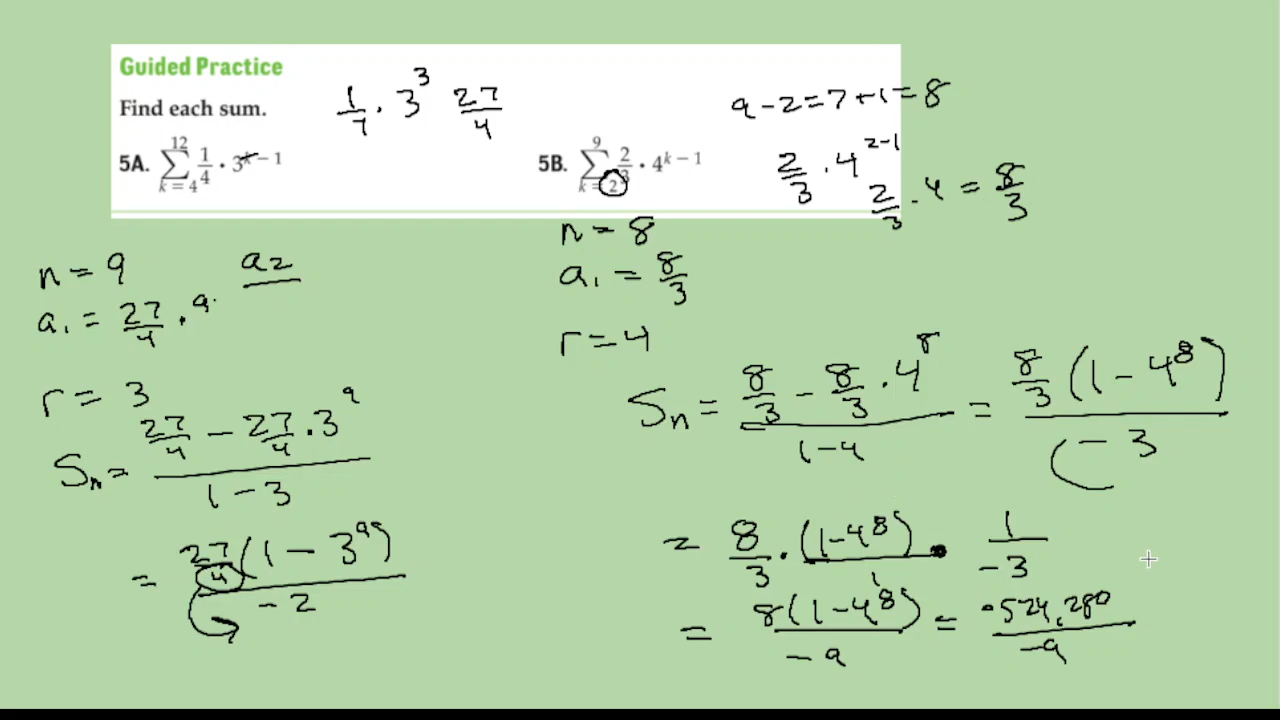 Guided Practice
Find each sum.
1/7 · 3^3 27/4
5A. 12 ∑ k = 4 1/4 · 3^k – 1
5B. 9 ∑ k = 2 2/3 · 4^k – 1
9 - 2 = 7 + 1 = 8
2/3 · 4^2-1
2/3 · 4 = 8/3
n = 9 a2
a1 = 27/4 · 9
r = 3
Sn = (27/4 - 27/4 · 3^9) / (1 - 3)
= 27/4 (1 - 3^9) / -2
n = 8
a1 = 8/3
r = 4
Sn = (8/3 - 8/3 · 4^8) / (1 - 4) = 8/3 (1 - 4^8) / (-3
= 8/3 · (1 - 4^8) / 1 · 1 / -3
= 8(1 - 4^8) / -9 = -524,280 / -9